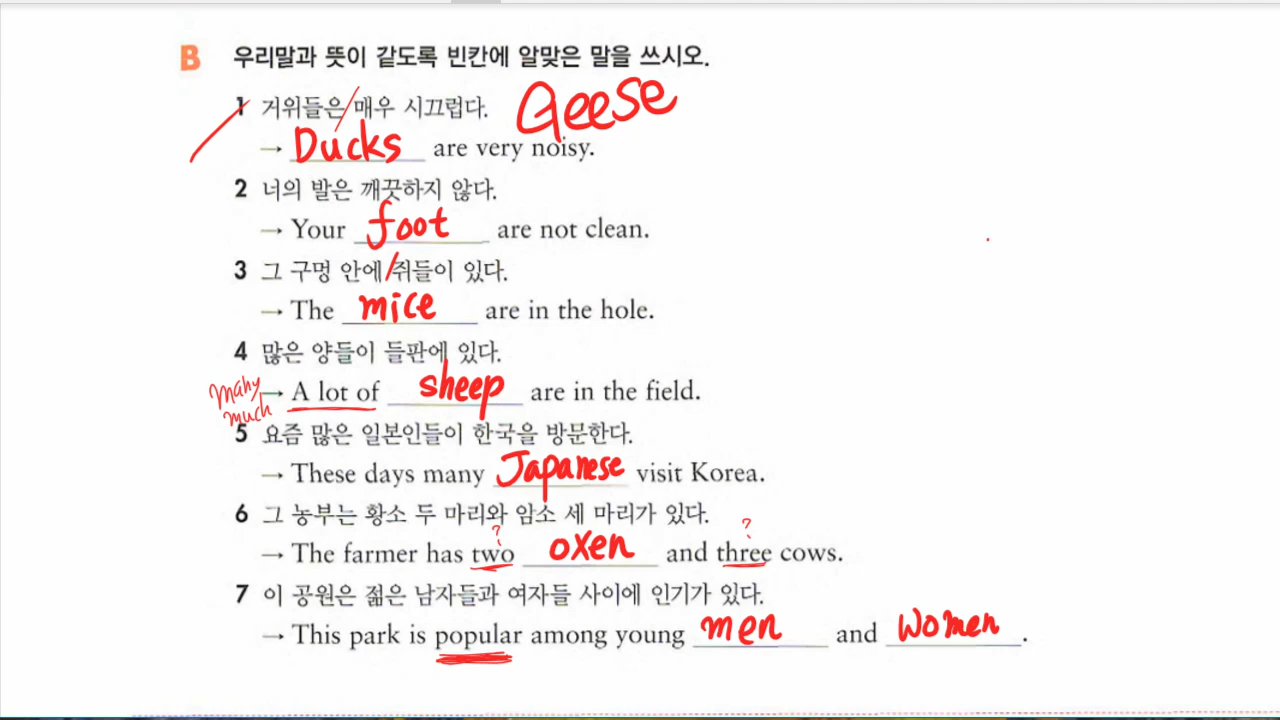 B 우리말과 뜻이 같도록 빈칸에 알맞은 말을 쓰시오.
1 거위들은/매우 시끄럽다. Geese
→ Ducks are very noisy.
2 너의 발은 깨끗하지 않다.
→ Your foot are not clean.
3 그 구멍 안에/쥐들이 있다.
→ The mice are in the hole.
4 많은 양들이 들판에 있다.
many
→ A lot of sheep are in the field.
much
5 요즘 많은 일본인들이 한국을 방문한다.
→ These days many Japanese visit Korea.
6 그 농부는 황소 두 마리와 암소 세 마리가 있다.
? ?
→ The farmer has two oxen and three cows.
7 이 공원은 젊은 남자들과 여자들 사이에 인기가 있다.
→ This park is popular among young men and women.